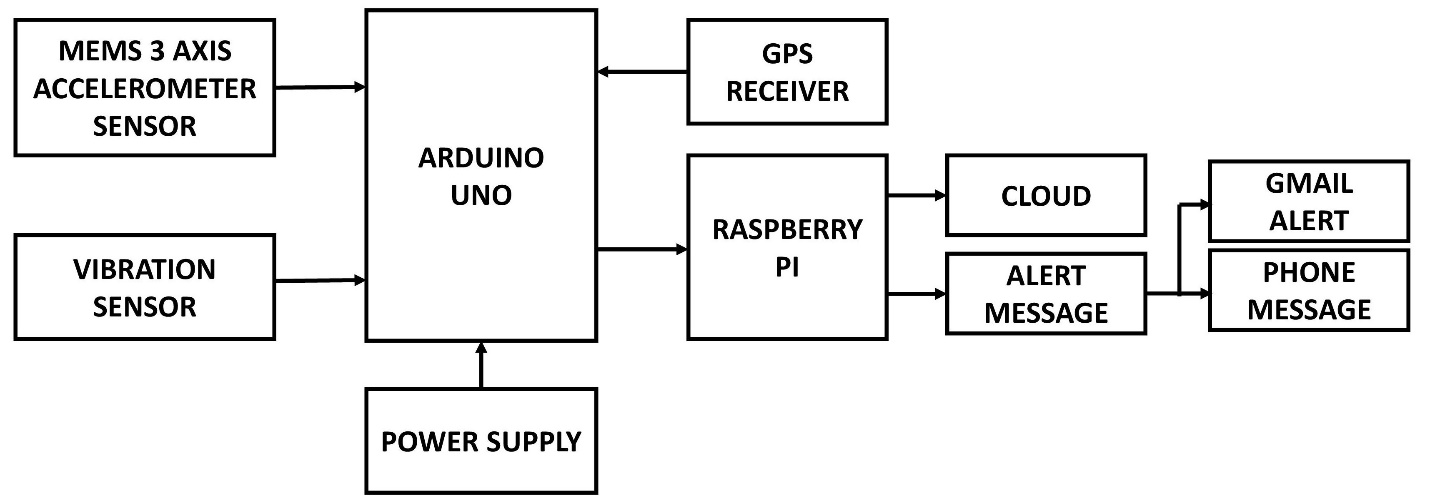 MEMS 3 AXIS
ACCELEROMETER
SENSOR
VIBRATION
SENSOR
ARDUINO
UNO
POWER SUPPLY
GPS
RECEIVER
RASPBERRY
PI
CLOUD
ALERT
MESSAGE
GMAIL
ALERT
PHONE
MESSAGE